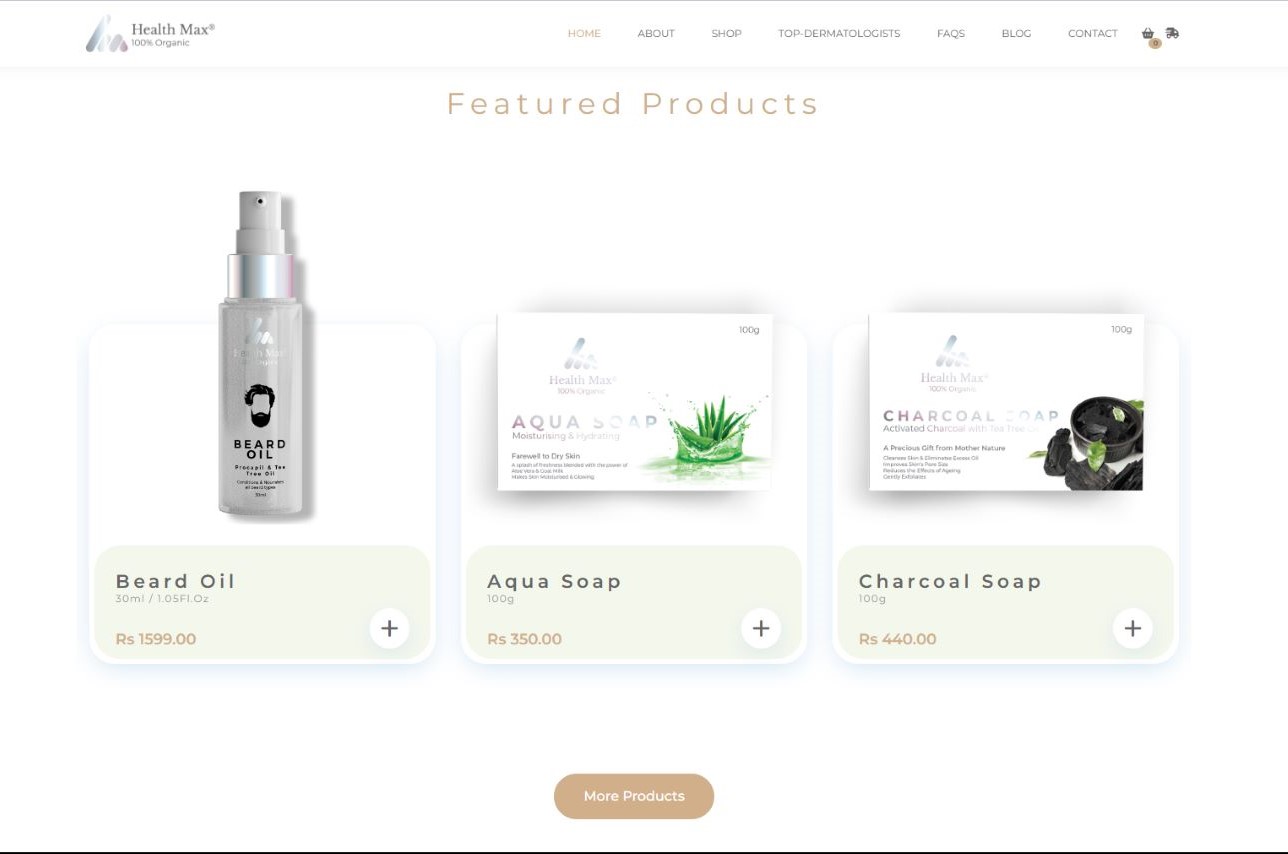 Health Max®
100% Organic
HOME ABOUT SHOP TOP-DERMATOLOGISTS FAQS BLOG CONTACT
0
Featured Products
Health Max
BEARD
OIL
Procapil & Tea
Tree Oil
Conditions & Nourishes
all beard types
30ml
100g
Health Max®
100% Organic
AQUA SOAP
Moisturising & Hydrating
Farewell to Dry Skin
A splash of freshness blended with the power of
Aloe Vera & Goat Milk
Makes Skin Moisturised & Glowing
100g
Health Max®
100% Organic
CHARCOAL SOAP
Activated Charcoal with Tea Tree
A Precious Gift from Mother Nature
Cleanses Skin & Eliminates Excess Oil
Improves Skin's Pore Size
Reduces the Effects of Ageing
Gently Exfoliates
Beard Oil
30ml / 1.05Fl.Oz
Rs 1599.00
Aqua Soap
100g
Rs 350.00
Charcoal Soap
100g
Rs 440.00
More Products